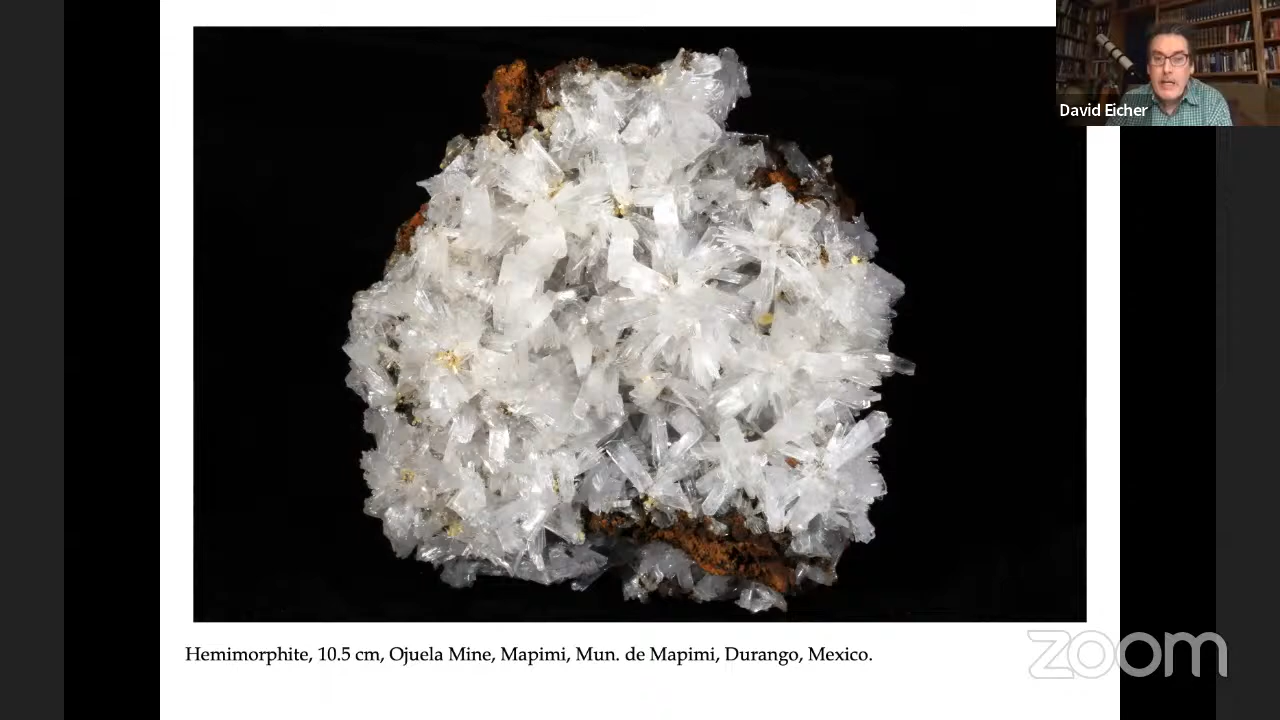 David Eicher
Hemimorphite, 10.5 cm, Ojuela Mine, Mapimi, Mun. de Mapimi, Durango, Mexico.
zoom